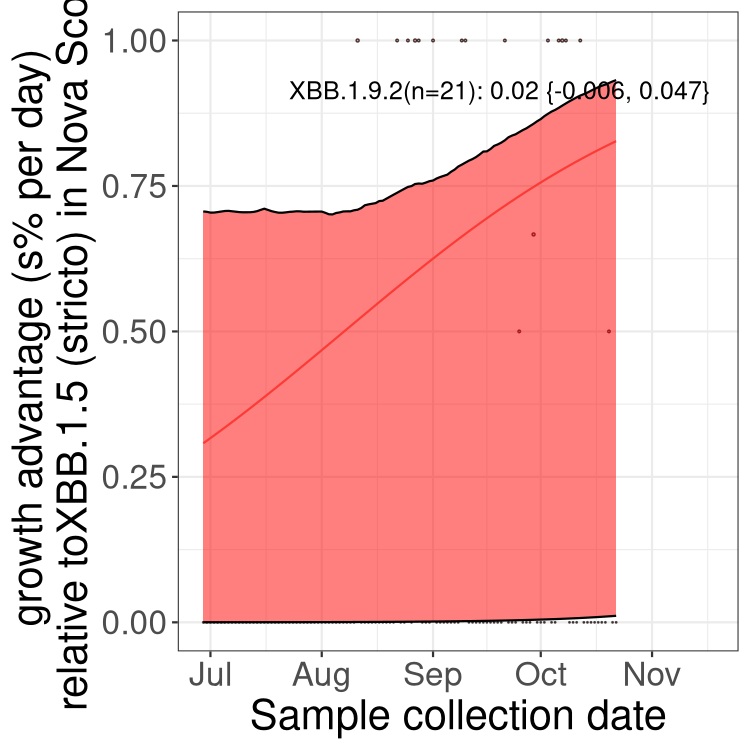 growth advantage (s% per day)
relative toXBB.1.5 (stricto) in Nova Sco
1.00
0.75
0.50
0.25
0.00
XBB.1.9.2(n=21): 0.02 {-0.006, 0.047}
Jul Aug Sep Oct Nov
Sample collection date